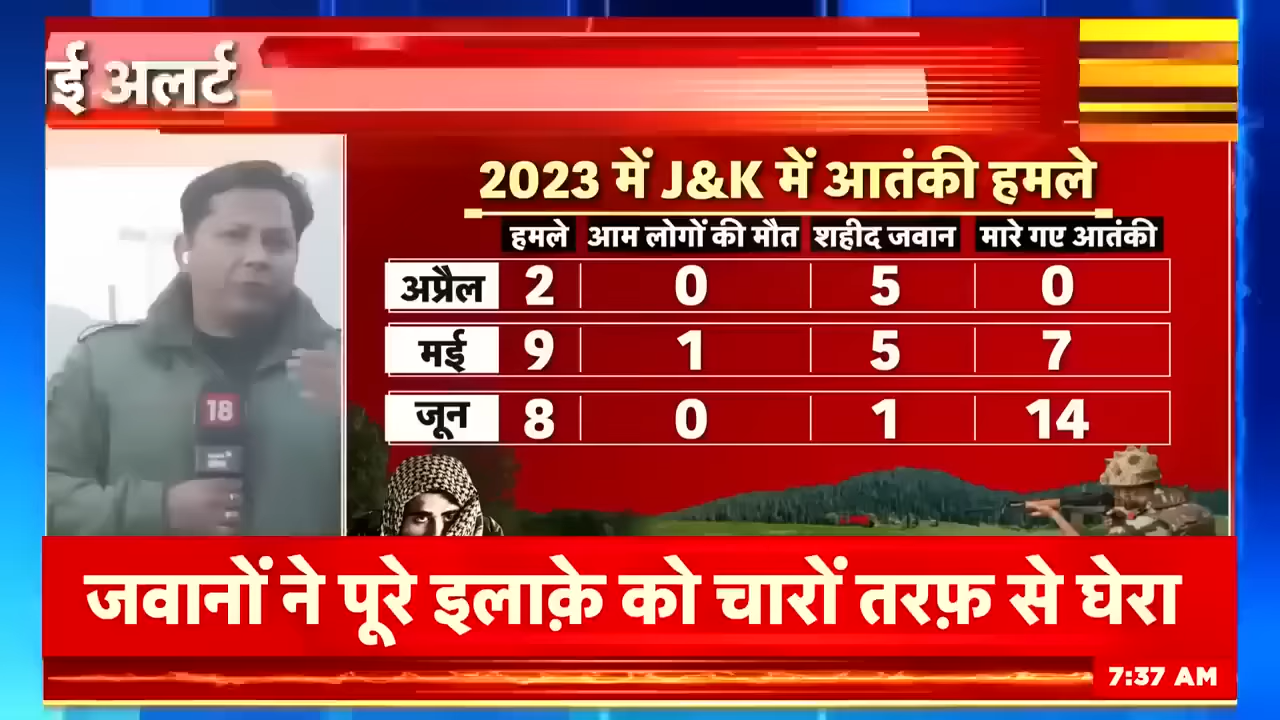 ई अलर्ट
2023 में J&K में आतंकी हमले
हमले आम लोगों की मौत शहीद जवान मारे गए आतंकी
अप्रैल 2 0 5 0
मई 9 1 5 7
जून 8 0 1 14
18
जवानों ने पूरे इलाक़े को चारों तरफ़ से घेरा
7:37 AM